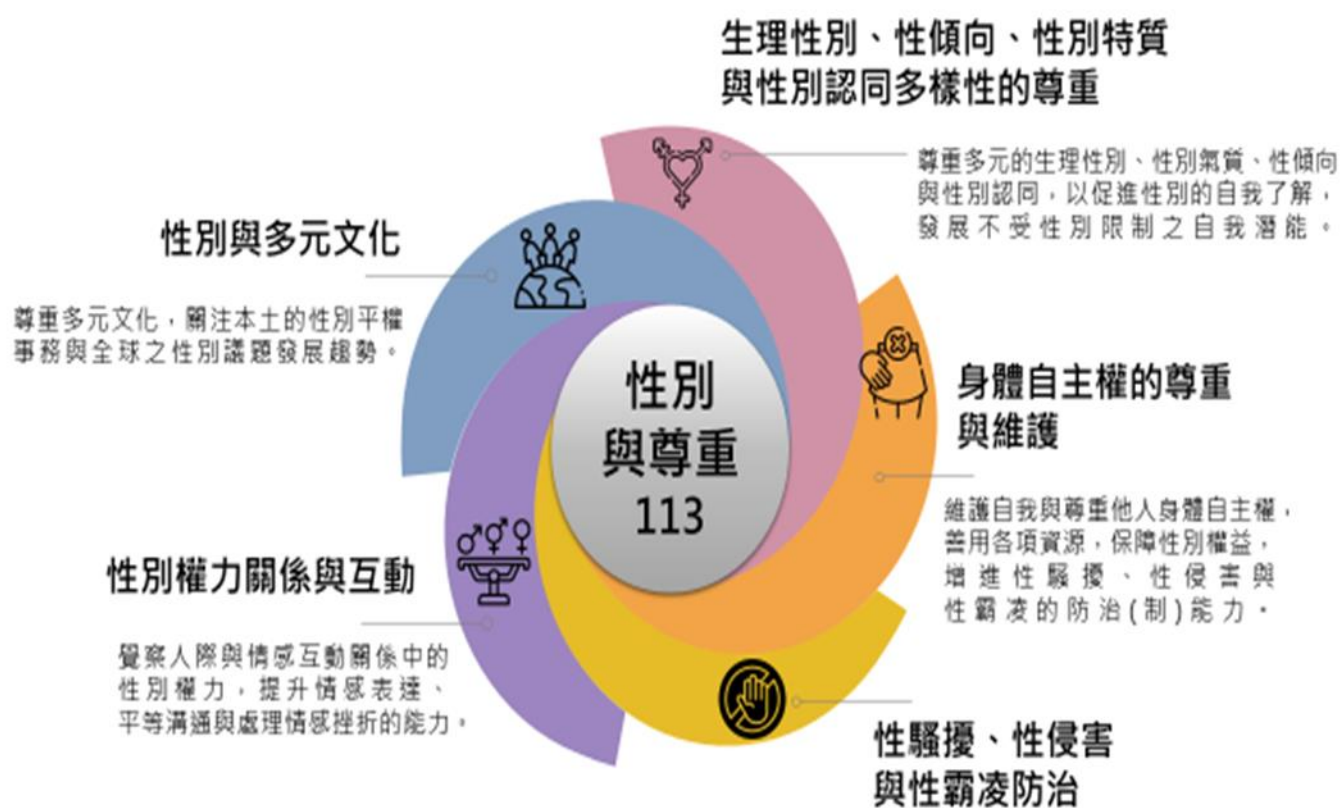 生理性別、性傾向、性別特質
與性別認同多樣性的尊重
尊重多元的生理性別、性別氣質、性傾向
與性別認同，以促進性別的自我了解，
發展不受性別限制之自我潛能。
性別與多元文化
尊重多元文化，關注本土的性別平權
事務與全球之性別議題發展趨勢。
性別
與尊重
113
身體自主權的尊重
與維護
維護自我與尊重他人身體自主權，
善用各項資源，保障性別權益，
增進性騷擾、性侵害與
性霸凌的防治(制)能力。
性別權力關係與互動
覺察人際與情感互動關係中的
性別權力，提升情感表達、
平等溝通與處理情感挫折的能力。
性騷擾、性侵害
與性霸凌防治